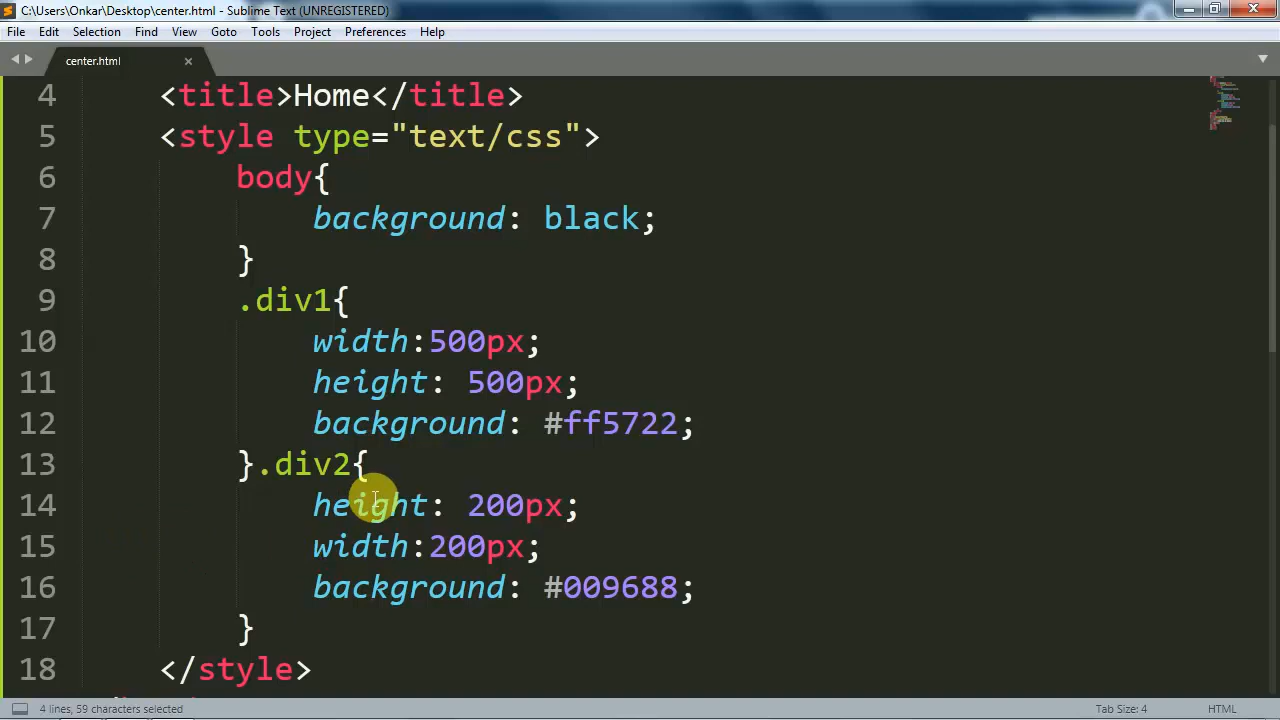 C:\Users\Onkar\Desktop\center.html - Sublime Text (UNREGISTERED)
File Edit Selection Find View Goto Tools Project Preferences Help
center.html
4 <title>Home</title>
5 <style type="text/css">
6 body{
7 background: black;
8 }
9 .div1{
10 width:500px;
11 height: 500px;
12 background: #ff5722;
13 }.div2{
14 height: 200px;
15 width:200px;
16 background: #009688;
17 }
18 </style>
4 lines, 59 characters selected
Tab Size: 4
HTML